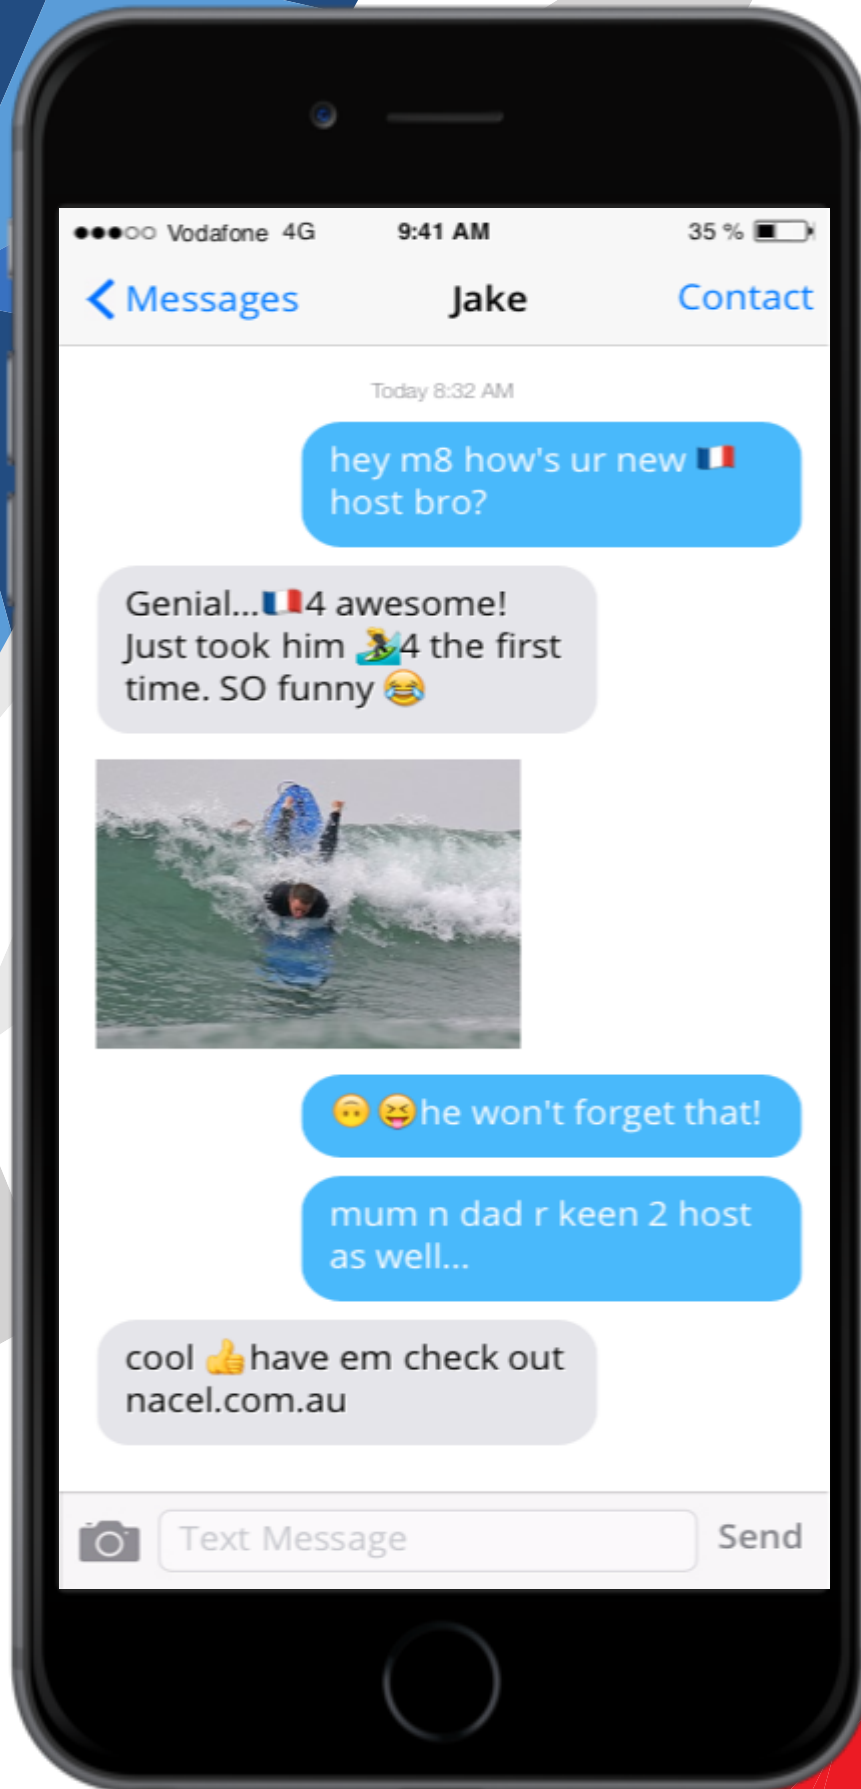 ●●●○○ Vodafone 4G 9:41 AM 35 %
Messages Jake Contact
Today 8:32 AM
hey m8 how's ur new 🇫🇷
host bro?
Genial...🇫🇷4 awesome!
Just took him 🏄4 the first
time. SO funny 😂
🙃 😝he won't forget that!
mum n dad r keen 2 host
as well...
cool 👍have em check out
nacel.com.au
Text Message Send